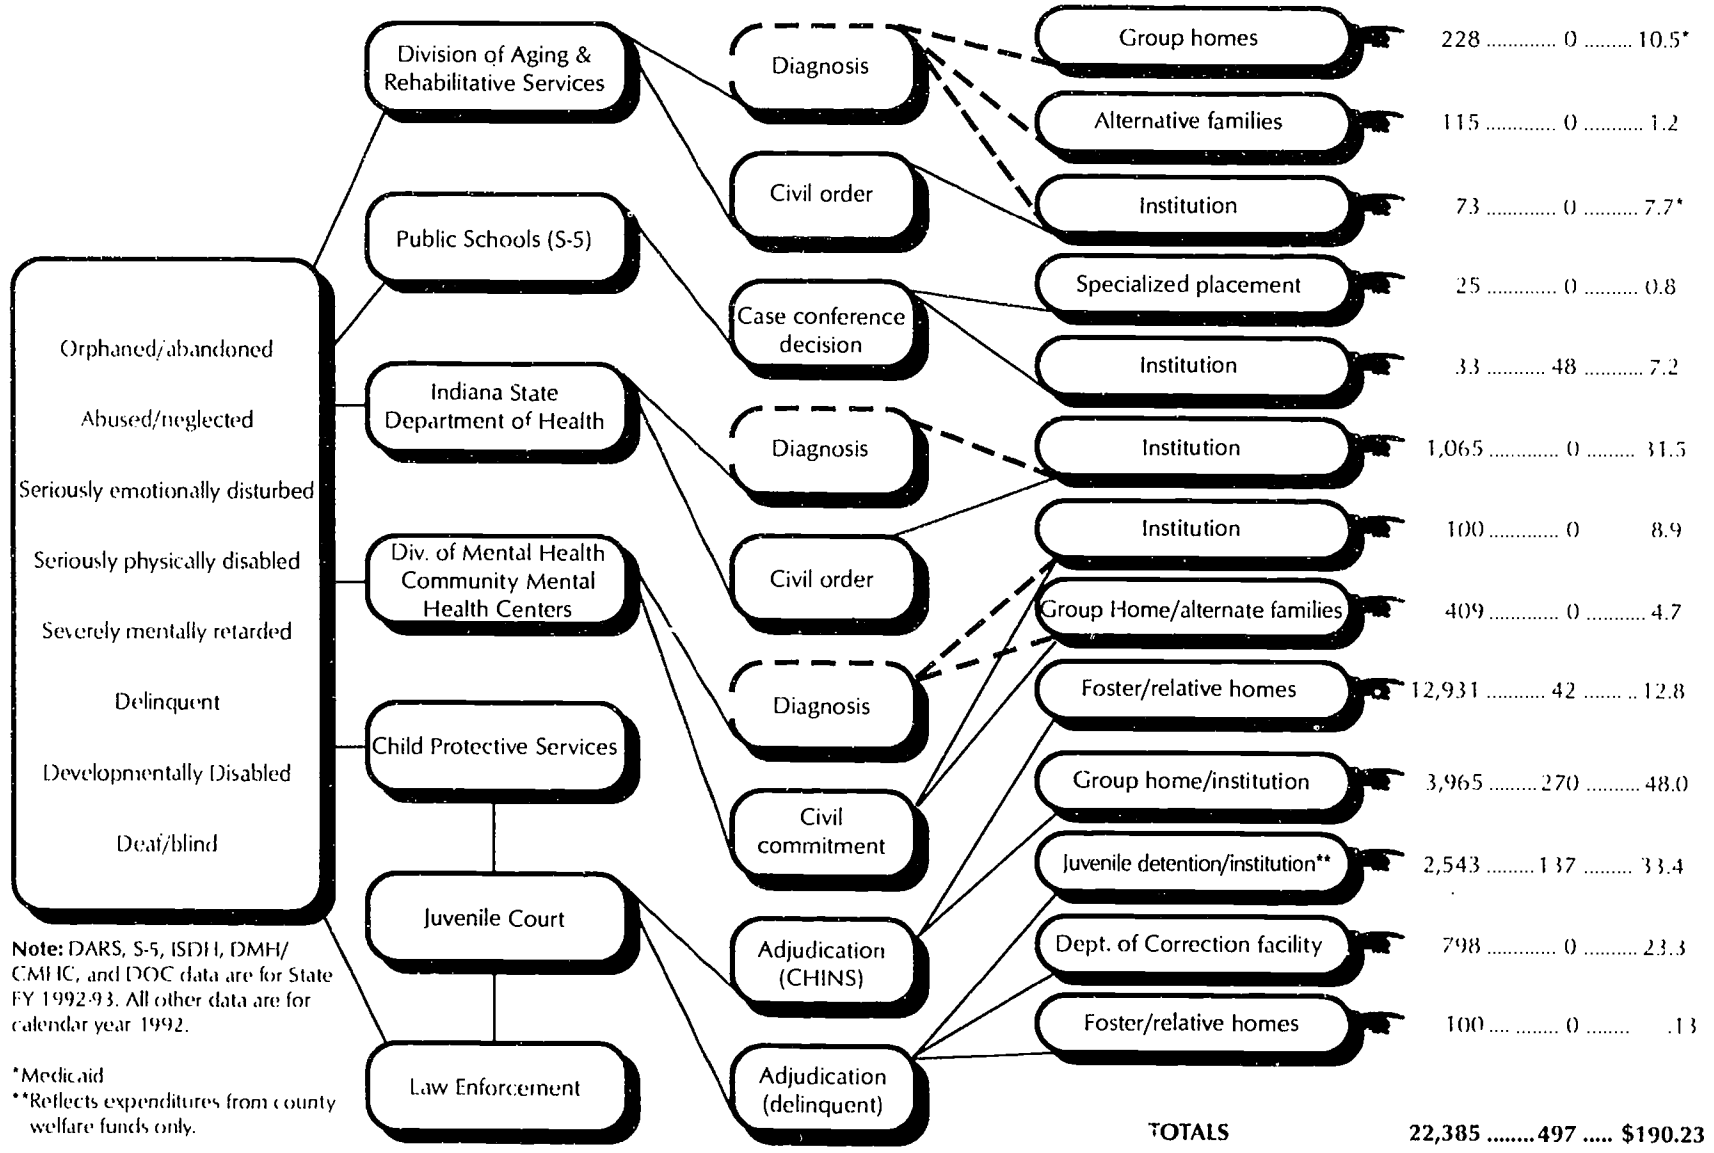 Orphaned/abandoned
Abused/neglected
Seriously emotionally disturbed
Seriously physically disabled
Severely mentally retarded
Delinquent
Developmentally Disabled
Deaf/blind
Note: DARS, S-5, ISDH, DMH/
CMHC, and DOC data are for State
FY 1992-93. All other data are for
calendar year 1992.
*Medicaid
**Reflects expenditures from county
welfare funds only.
Division of Aging &
Rehabilitative Services
Public Schools (S-5)
Indiana State
Department of Health
Div. of Mental Health
Community Mental
Health Centers
Child Protective Services
Juvenile Court
Law Enforcement
Diagnosis
Civil order
Case conference
decision
Diagnosis
Civil order
Diagnosis
Civil
commitment
Adjudication
(CHINS)
Adjudication
(delinquent)
Group homes 228 ............. 0 ......... 10.5*
Alternative families 115 ............. 0 ........... 1.2
Institution 73 ............. 0 .......... 7.7*
Specialized placement 25 ............. 0 .......... 0.8
Institution 33 ........... 48 ........... 7.2
Institution 1,065 ............. 0 ......... 31.5
Institution 100 ............. 0 8.9
Group Home/alternate families 409 ............. 0 ........... 4.7
Foster/relative homes 12,931 ........... 42 ....... .. 12.8
Group home/institution 3,965 ......... 270 .......... 48.0
Juvenile detention/institution** 2,543 ......... 137 .......... 33.4
Dept. of Correction facility 798 ............. 0 .......... 23.3
Foster/relative homes 100 .... ........ 0 ........ .13
TOTALS 22,385 ........ 497 ..... $190.23